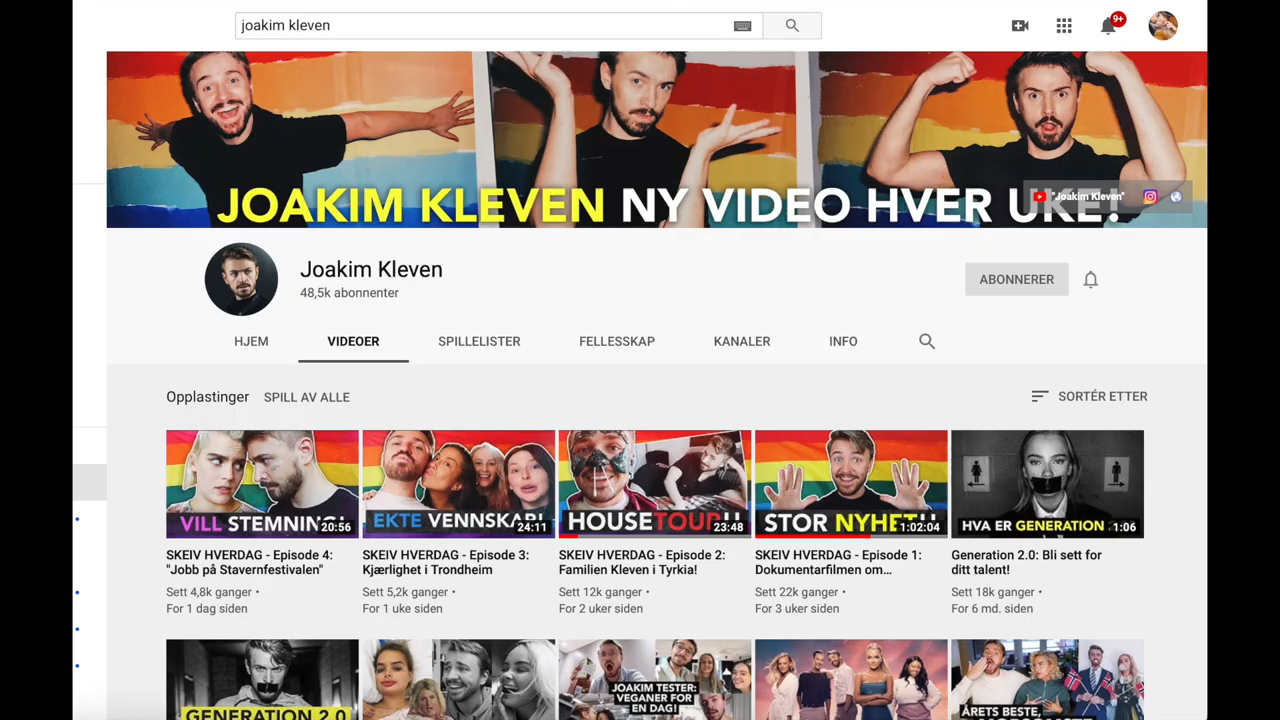 joakim kleven
9+
JOAKIM KLEVEN NY VIDEO HVER UKE!
"Joakim Kleven"
Joakim Kleven
48,5k abonnenter
ABONNERER
HJEM VIDEOER SPILLELISTER FELLESSKAP KANALER INFO
Opplastinger SPILL AV ALLE SORTÉR ETTER
VILL STEMNING!
20:56
EKTE VENNSKAP!
24:11
HOUSETOUR!!
23:48
STOR NYHET!!
1:02:04
HVA ER GENERATION
1:06
SKEIV HVERDAG - Episode 4:
"Jobb på Stavernfestivalen"
Sett 4,8k ganger •
For 1 dag siden
SKEIV HVERDAG - Episode 3:
Kjærlighet i Trondheim
Sett 5,2k ganger •
For 1 uke siden
SKEIV HVERDAG - Episode 2:
Familien Kleven i Tyrkia!
Sett 12k ganger •
For 2 uker siden
SKEIV HVERDAG - Episode 1:
Dokumentarfilmen om...
Sett 22k ganger •
For 3 uker siden
Generation 2.0: Bli sett for
ditt talent!
Sett 18k ganger •
For 6 md. siden
GENERATION 2.0
JOAKIM TESTER:
VEGANER FOR
EN DAG!
ÅRETS BESTE,